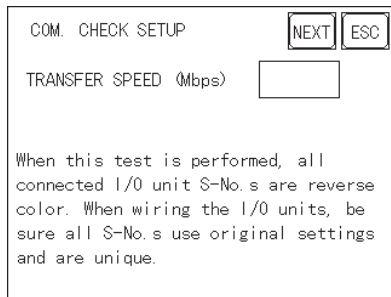 COM. CHECK SETUP
NEXT ESC
TRANSFER SPEED (Mbps)
When this test is performed, all
connected I/O unit S-No.s are reverse
color. When wiring the I/O units, be
sure all S-No.s use original settings
and are unique.